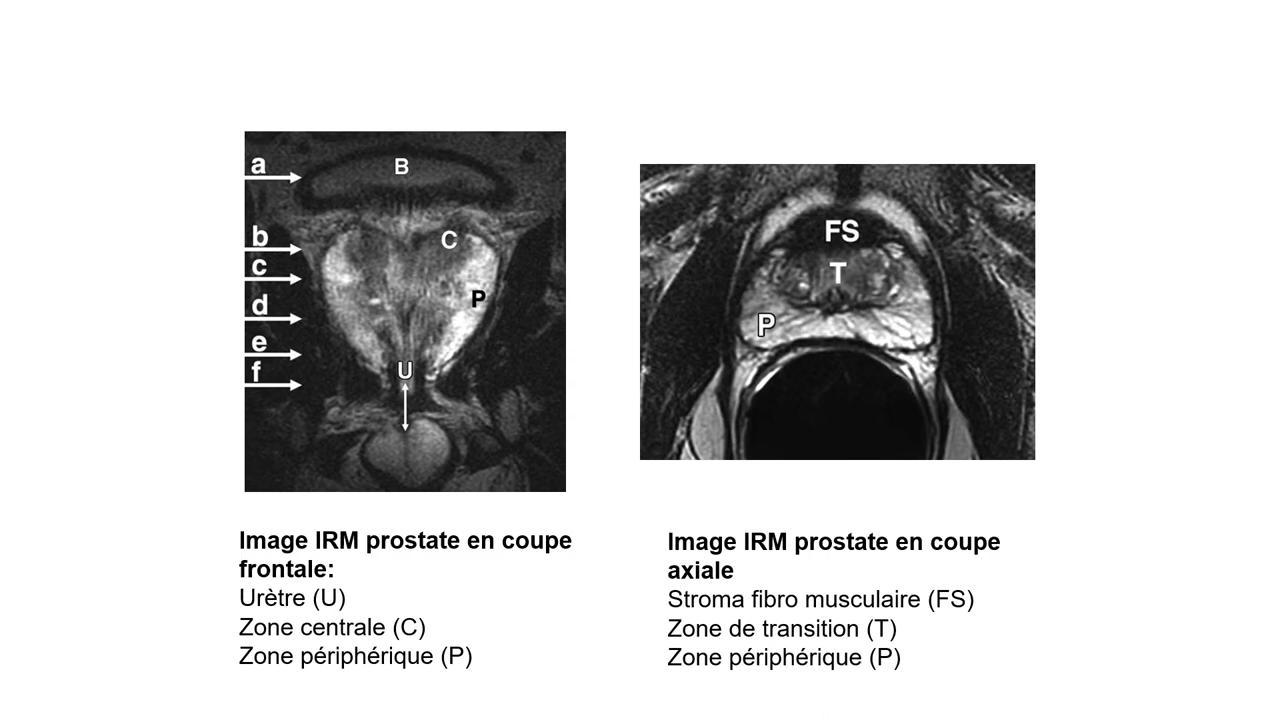 a
B
b
C
c
P
d
e
U
f
FS
T
P
Image IRM prostate en coupe
frontale:
Urètre (U)
Zone centrale (C)
Zone périphérique (P)
Image IRM prostate en coupe
axiale
Stroma fibro musculaire (FS)
Zone de transition (T)
Zone périphérique (P)